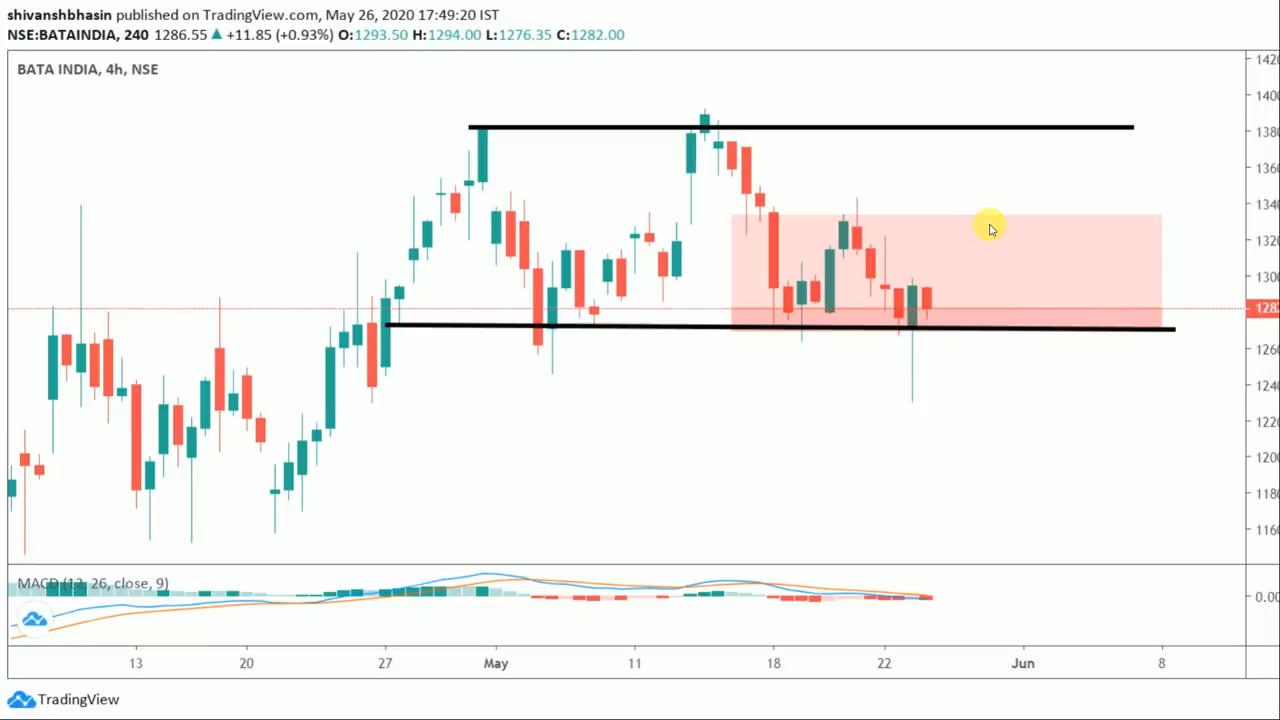 shivanshbhasin published on TradingView.com, May 26, 2020 17:49:20 IST
NSE:BATAINDIA, 240 1286.55 ▲ +11.85 (+0.93%) O:1293.50 H:1294.00 L:1276.35 C:1282.00
BATA INDIA, 4h, NSE
1420
1400
1380
1360
1340
1320
1300
1282
1260
1240
1220
1200
1180
1160
MACD (12, 26, close, 9)
0.00
13 20 27 May 11 18 22 Jun 8
TradingView